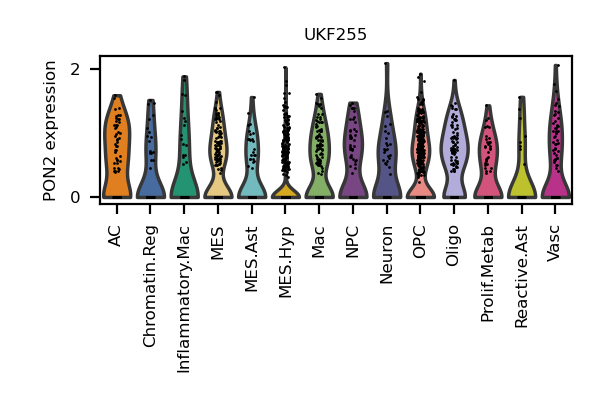 UKF255
PON2 expression
2
0
AC
Chromatin.Reg
Inflammatory.Mac
MES
MES.Ast
MES.Hyp
Mac
NPC
Neuron
OPC
Oligo
Prolif.Metab
Reactive.Ast
Vasc